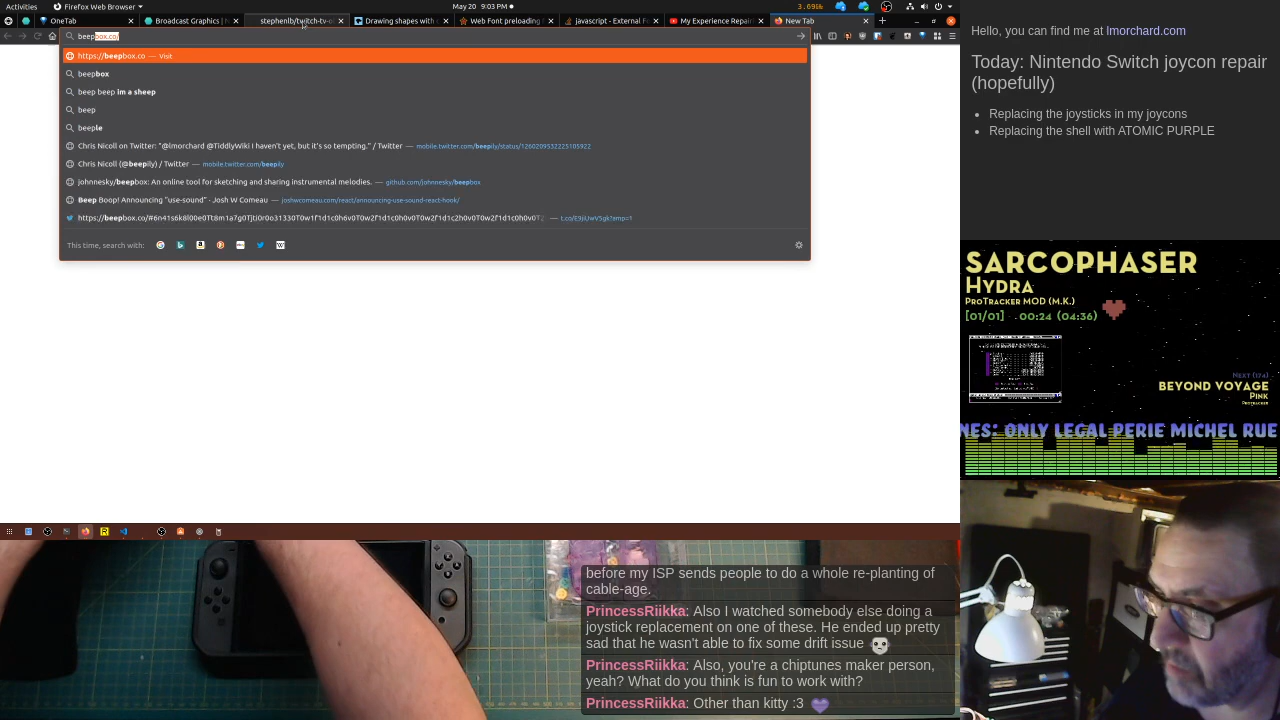 Activities
Firefox Web Browser
May 20 9:03 PM
3.69GHz
OneTab
Broadcast Graphics |
stephenlb/twitch-tv-o
Drawing shapes with
Web Font preloading
javascript - External F
My Experience Repair
New Tab
beepbox.co/
https://beepbox.co — Visit
beepbox
beep beep im a sheep
beep
beeple
Chris Nicoll on Twitter: "@lmorchard @TiddlyWiki I haven't yet, but it's so tempting." / Twitter — mobile.twitter.com/beepily/status/1260209532225105922
Chris Nicoll (@beepily) / Twitter — mobile.twitter.com/beepily
johnnesky/beepbox: An online tool for sketching and sharing instrumental melodies. — github.com/johnnesky/beepbox
Beep Boop! Announcing "use-sound" - Josh W Comeau — joshwcomeau.com/react/announcing-use-sound-react-hook/
This time, search with:
Hello, you can find me at lmorchard.com
Today: Nintendo Switch joycon repair
(hopefully)
• Replacing the joysticks in my joycons
• Replacing the shell with ATOMIC PURPLE
SARCOPHASER
HYDRA
PROTRACKER MOD (M.K.)
[01/01] - 00:24 (04:36)
NEXT (174)
BEYOND VOYAGE
PINK
PROTRACKER
NES: ONLY LEGAL PERIE MICHEL RUE
before my ISP sends people to do a whole re-planting of
cable-age.
PrincessRiikka: Also I watched somebody else doing a
joystick replacement on one of these. He ended up pretty
sad that he wasn't able to fix some drift issue
PrincessRiikka: Also, you're a chiptunes maker person,
yeah? What do you think is fun to work with?
PrincessRiikka: Other than kitty :3